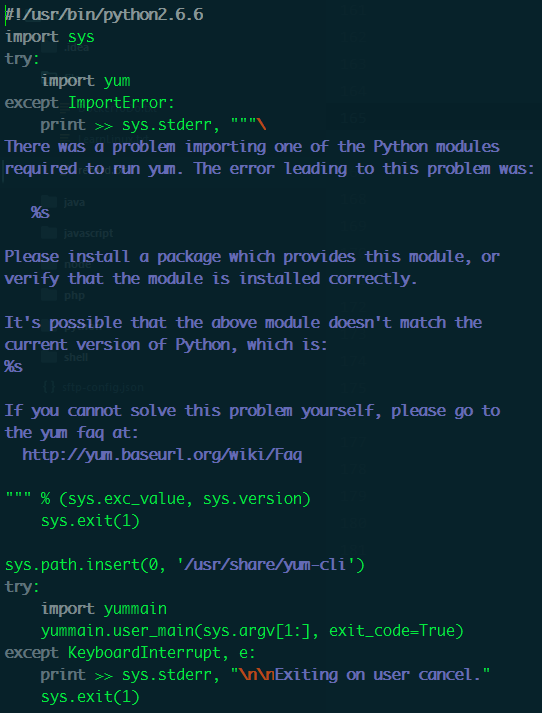 #!/usr/bin/python2.6.6
import sys
try:
    import yum
except ImportError:
    print >> sys.stderr, """\
There was a problem importing one of the Python modules
required to run yum. The error leading to this problem was:
   %s
java
javascript
Please install a package which provides this module, or
verify that the module is installed correctly.
php
It's possible that the above module doesn't match the
current version of Python, which is:
shell
%s
If you cannot solve this problem yourself, please go to
the yum faq at:
  http://yum.baseurl.org/wiki/Faq
""" % (sys.exc_value, sys.version)
    sys.exit(1)
sys.path.insert(0, '/usr/share/yum-cli')
try:
    import yummain
    yummain.user_main(sys.argv[1:], exit_code=True)
except KeyboardInterrupt, e:
    print >> sys.stderr, "\n\nExiting on user cancel."
    sys.exit(1)